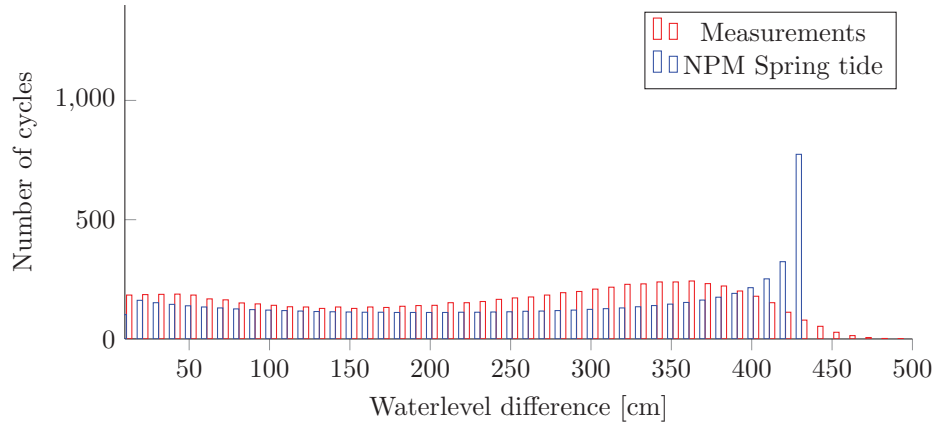 Measurements
NPM Spring tide
Number of cycles
1,000
500
0
50 100 150 200 250 300 350 400 450 500
Waterlevel difference [cm]